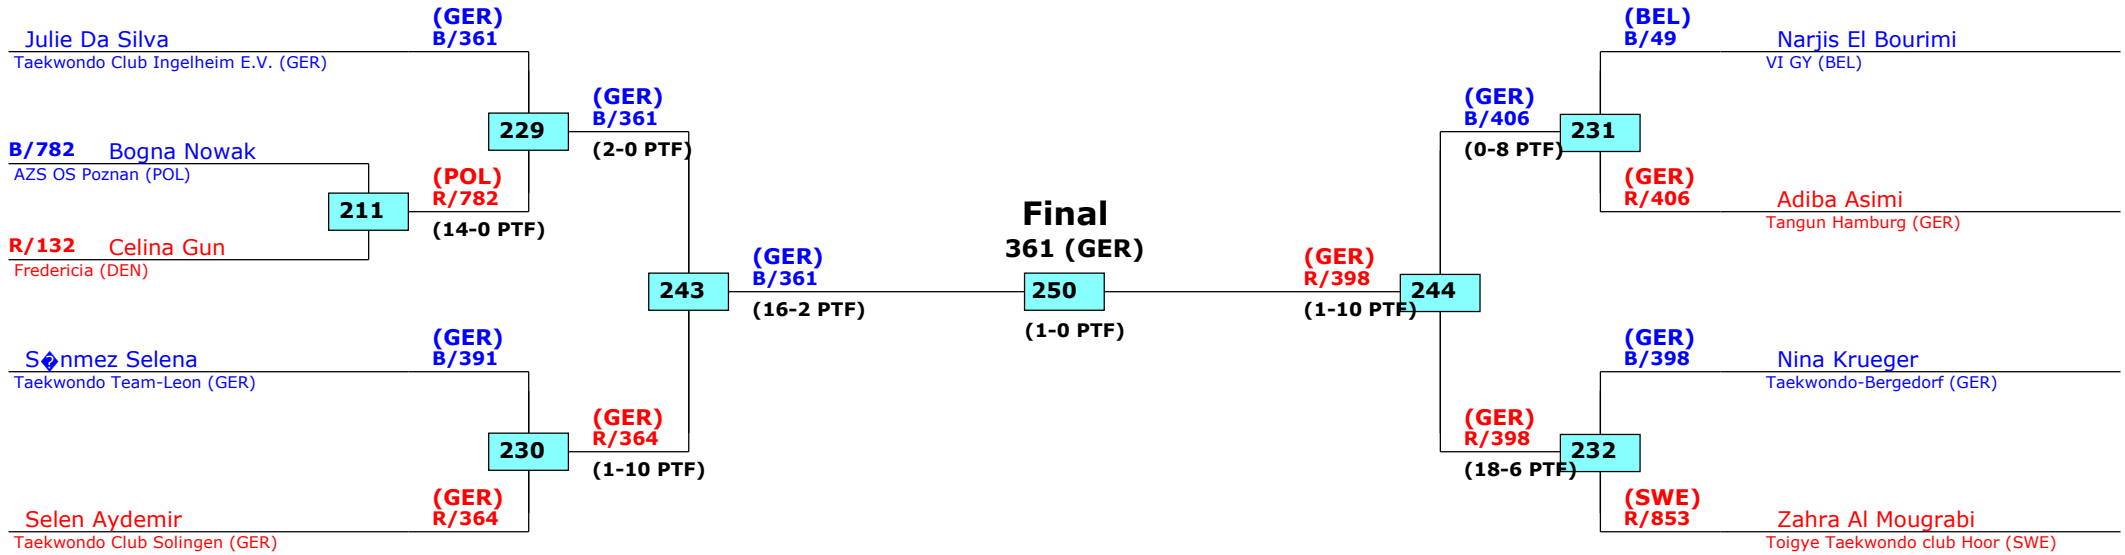 (GER)
B/361
Julie Da Silva
Taekwondo Club Ingelheim E.V. (GER)
229
(GER)
B/361
(2-0 PTF)
B/782 Bogna Nowak
AZS OS Poznan (POL)
211
(POL)
R/782
(14-0 PTF)
R/132 Celina Gun
Fredericia (DEN)
243
(GER)
B/361
(16-2 PTF)
(GER)
B/391
S�nmez Selena
Taekwondo Team-Leon (GER)
230
(GER)
R/364
(1-10 PTF)
(GER)
R/364
Selen Aydemir
Taekwondo Club Solingen (GER)
Final
361 (GER)
250
(1-0 PTF)
(GER)
R/398
(1-10 PTF)
244
(BEL)
B/49
Narjis El Bourimi
VI GY (BEL)
(GER)
B/406
(0-8 PTF)
231
(GER)
R/406
Adiba Asimi
Tangun Hamburg (GER)
(GER)
B/398
Nina Krueger
Taekwondo-Bergedorf (GER)
(GER)
R/398
(18-6 PTF)
232
(SWE)
R/853
Zahra Al Mougrabi
Toigye Taekwondo club Hoor (SWE)